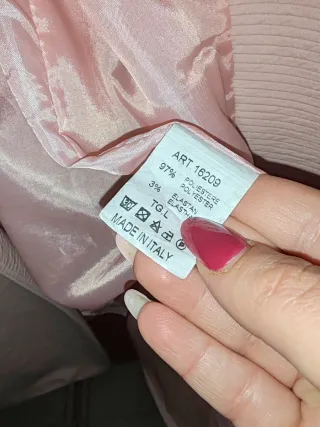 ART 16209
97% POLIESTERE
POLYESTER
3% ELASTAN
TG.L
MADE IN ITALY